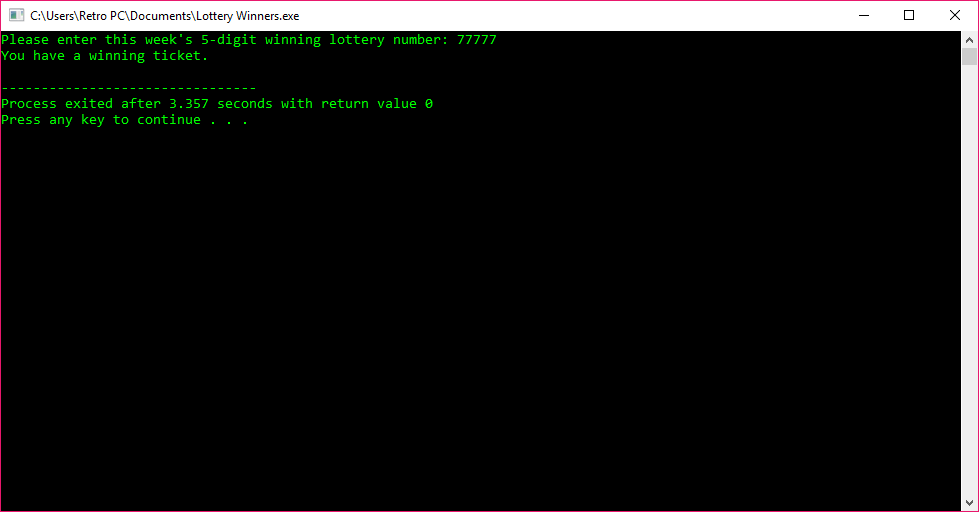 C:\Users\Retro PC\Documents\Lottery Winners.exe
Please enter this week's 5-digit winning lottery number: 77777
You have a winning ticket.
--------------------------------
Process exited after 3.357 seconds with return value 0
Press any key to continue . . .